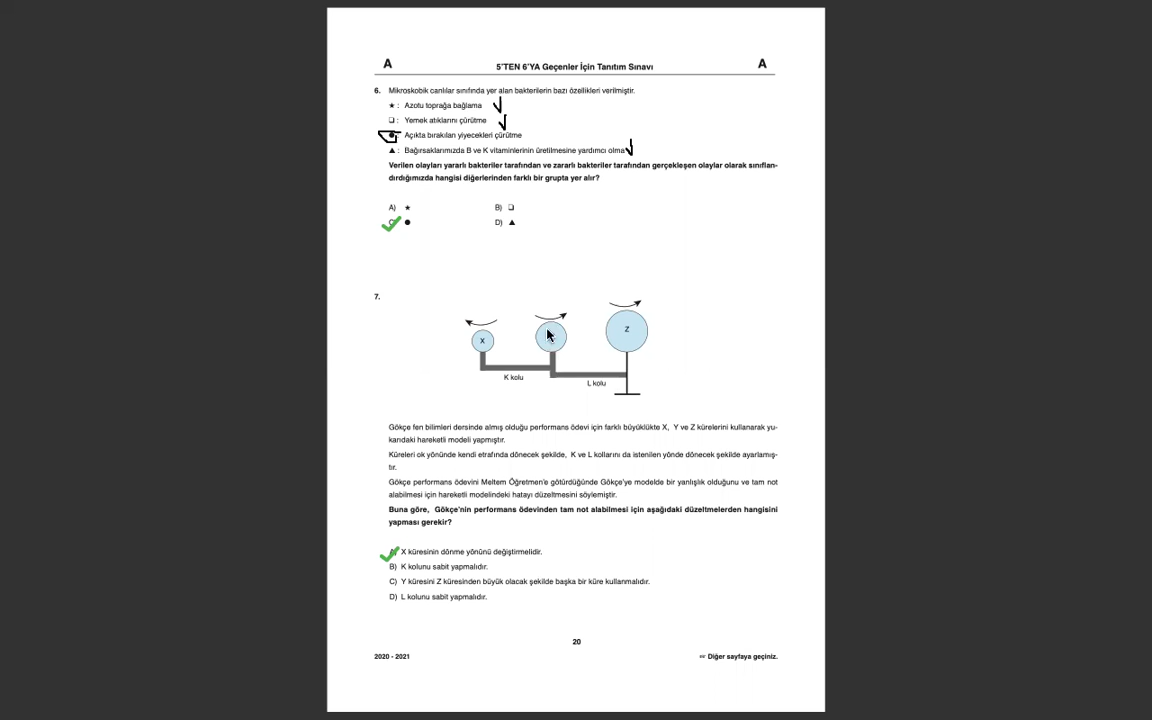 A 5'TEN 6'YA Geçenler İçin Tanıtım Sınavı A
6. Mikroskobik canlılar sınıfında yer alan bakterilerin bazı özellikleri verilmiştir.
★ : Azotu toprağa bağlama
❏ : Yemek atıklarını çürütme
● : Açıkta bırakılan yiyecekleri çürütme
▲ : Bağırsaklarımızda B ve K vitaminlerinin üretilmesine yardımcı olma
Verilen olayları yararlı bakteriler tarafından ve zararlı bakteriler tarafından gerçekleşen olaylar olarak sınıflan-
dırdığımızda hangisi diğerlerinden farklı bir grupta yer alır?
A) ★ B) ❏
C) ● D) ▲
7.
X Z
K kolu
L kolu
Gökçe fen bilimleri dersinde almış olduğu performans ödevi için farklı büyüklükte X, Y ve Z kürelerini kullanarak yu-
karıdaki hareketli modeli yapmıştır.
Küreleri ok yönünde kendi etrafında dönecek şekilde, K ve L kollarını da istenilen yönde dönecek şekilde ayarlamış-
tır.
Gökçe performans ödevini Meltem Öğretmen'e götürdüğünde Gökçe'ye modelde bir yanlışlık olduğunu ve tam not
alabilmesi için hareketli modelindeki hatayı düzeltmesini söylemiştir.
Buna göre, Gökçe'nin performans ödevinden tam not alabilmesi için aşağıdaki düzeltmelerden hangisini
yapması gerekir?
A) X küresinin dönme yönünü değiştirmelidir.
B) K kolunu sabit yapmalıdır.
C) Y küresini Z küresinden büyük olacak şekilde başka bir küre kullanmalıdır.
D) L kolunu sabit yapmalıdır.
20
2020 - 2021 ☞ Diğer sayfaya geçiniz.